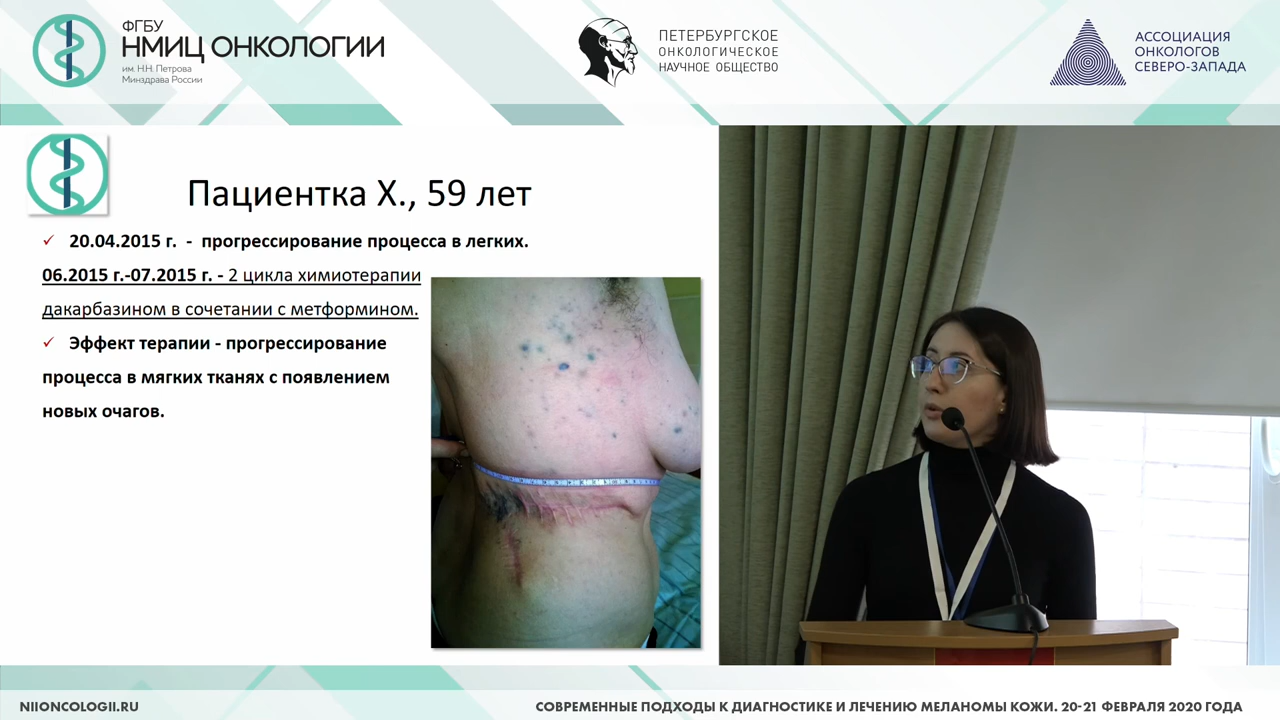 ФГБУ
НМИЦ ОНКОЛОГИИ
им. Н.Н. Петрова
Минздрава России
ПЕТЕРБУРГСКОЕ
ОНКОЛОГИЧЕСКОЕ
НАУЧНОЕ ОБЩЕСТВО
АССОЦИАЦИЯ
ОНКОЛОГОВ
СЕВЕРО-ЗАПАДА
Пациентка Х., 59 лет
✓ 20.04.2015 г. - прогрессирование процесса в легких.
06.2015 г.-07.2015 г. - 2 цикла химиотерапии
дакарбазином в сочетании с метформином.
✓ Эффект терапии - прогрессирование
процесса в мягких тканях с появлением
новых очагов.
NIIONCOLOGII.RU
СОВРЕМЕННЫЕ ПОДХОДЫ К ДИАГНОСТИКЕ И ЛЕЧЕНИЮ МЕЛАНОМЫ КОЖИ. 20-21 ФЕВРАЛЯ 2020 ГОДА